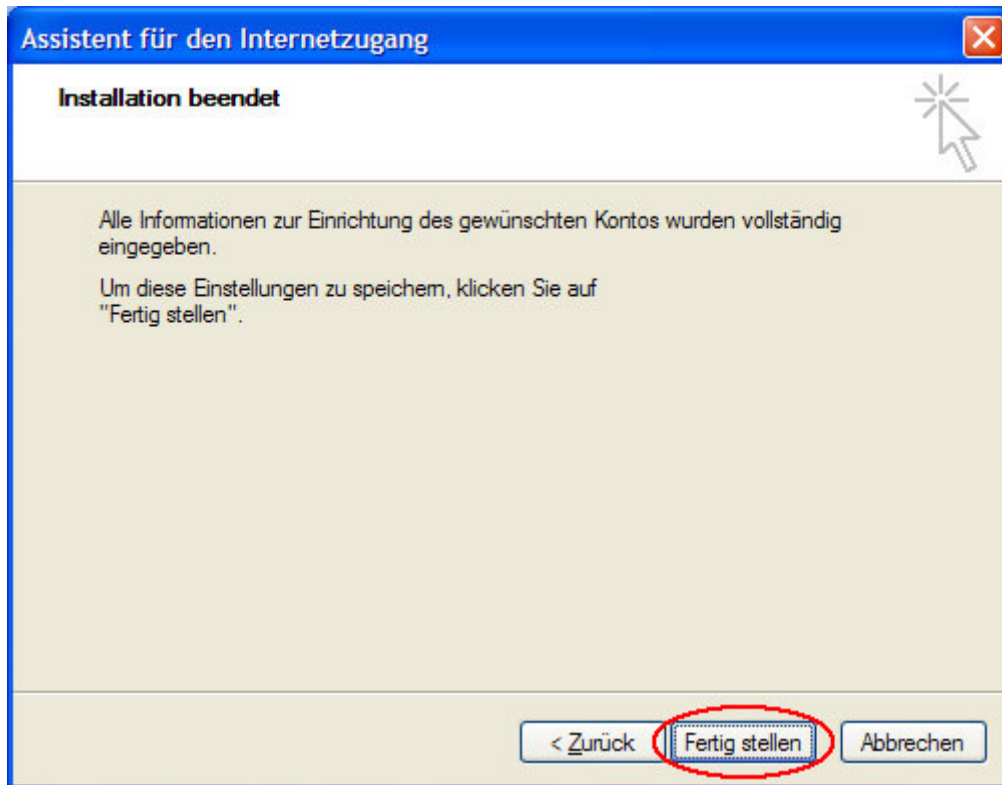 Assistent für den Internetzugang
Installation beendet
Alle Informationen zur Einrichtung des gewünschten Kontos wurden vollständig
eingegeben.
Um diese Einstellungen zu speichern, klicken Sie auf
"Fertig stellen".
< Zurück Fertig stellen Abbrechen